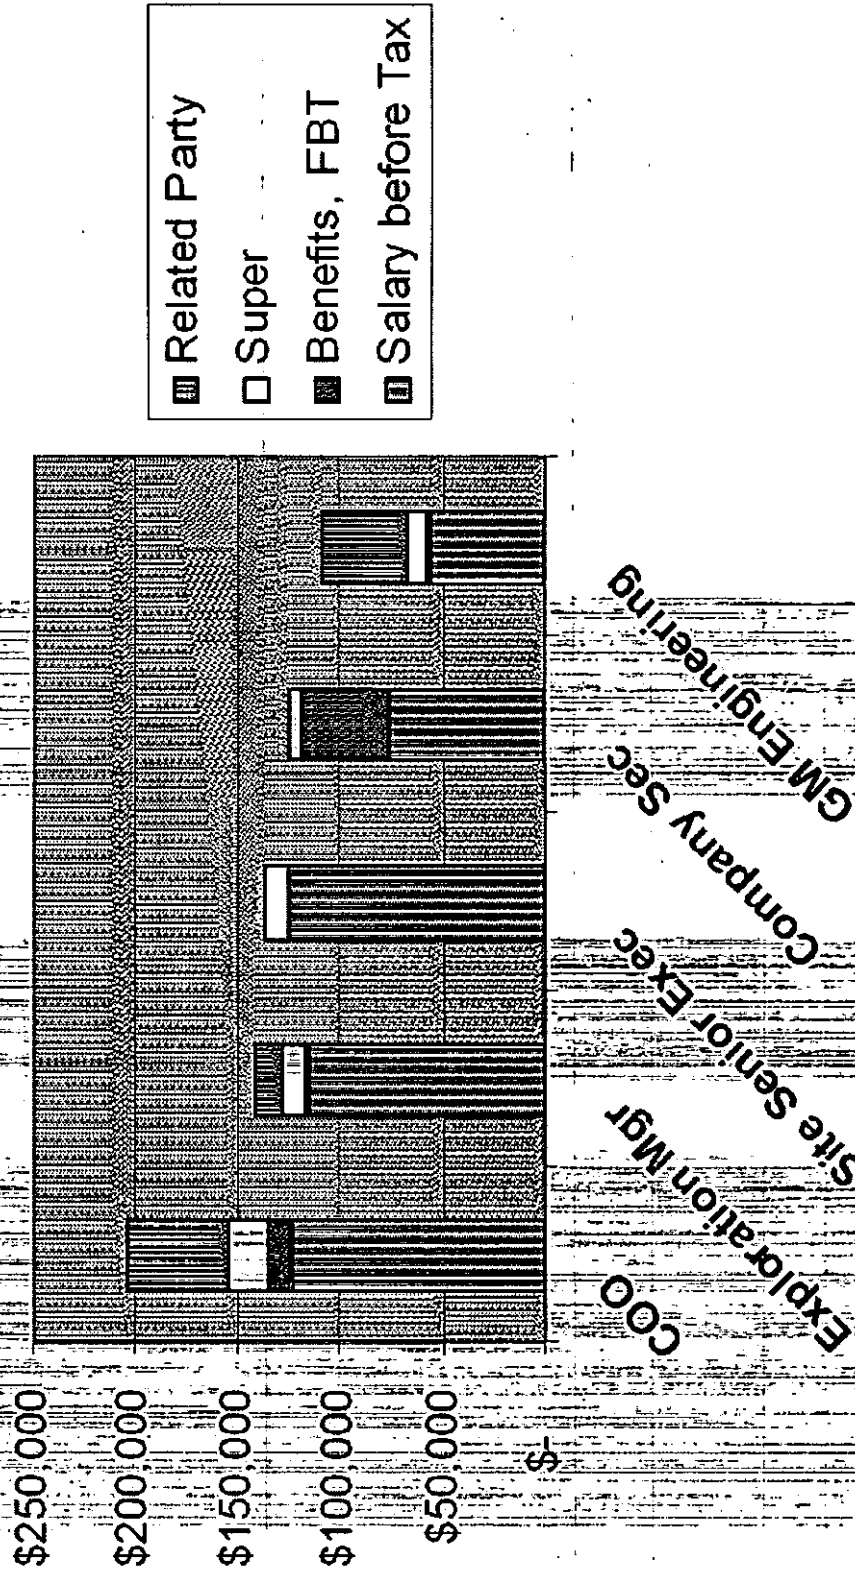 $250,000
$200,000
$150,000
$100,000
$50,000
$-
COO
Exploration Mgr
Site Senior Exec
Company Sec
GM Engineering
Related Party
Super
Benefits, FBT
Salary before Tax